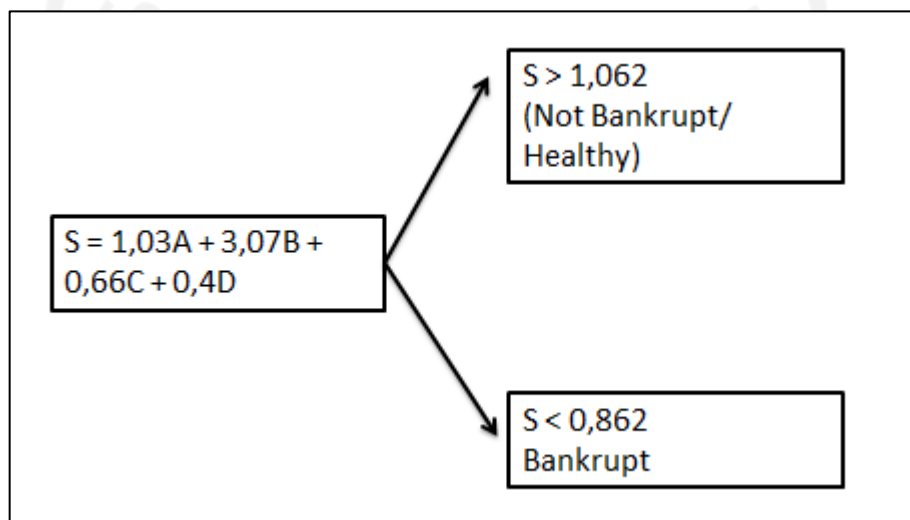 S = 1,03A + 3,07B +
0,66C + 0,4D
S > 1,062
(Not Bankrupt/
Healthy)
S < 0,862
Bankrupt